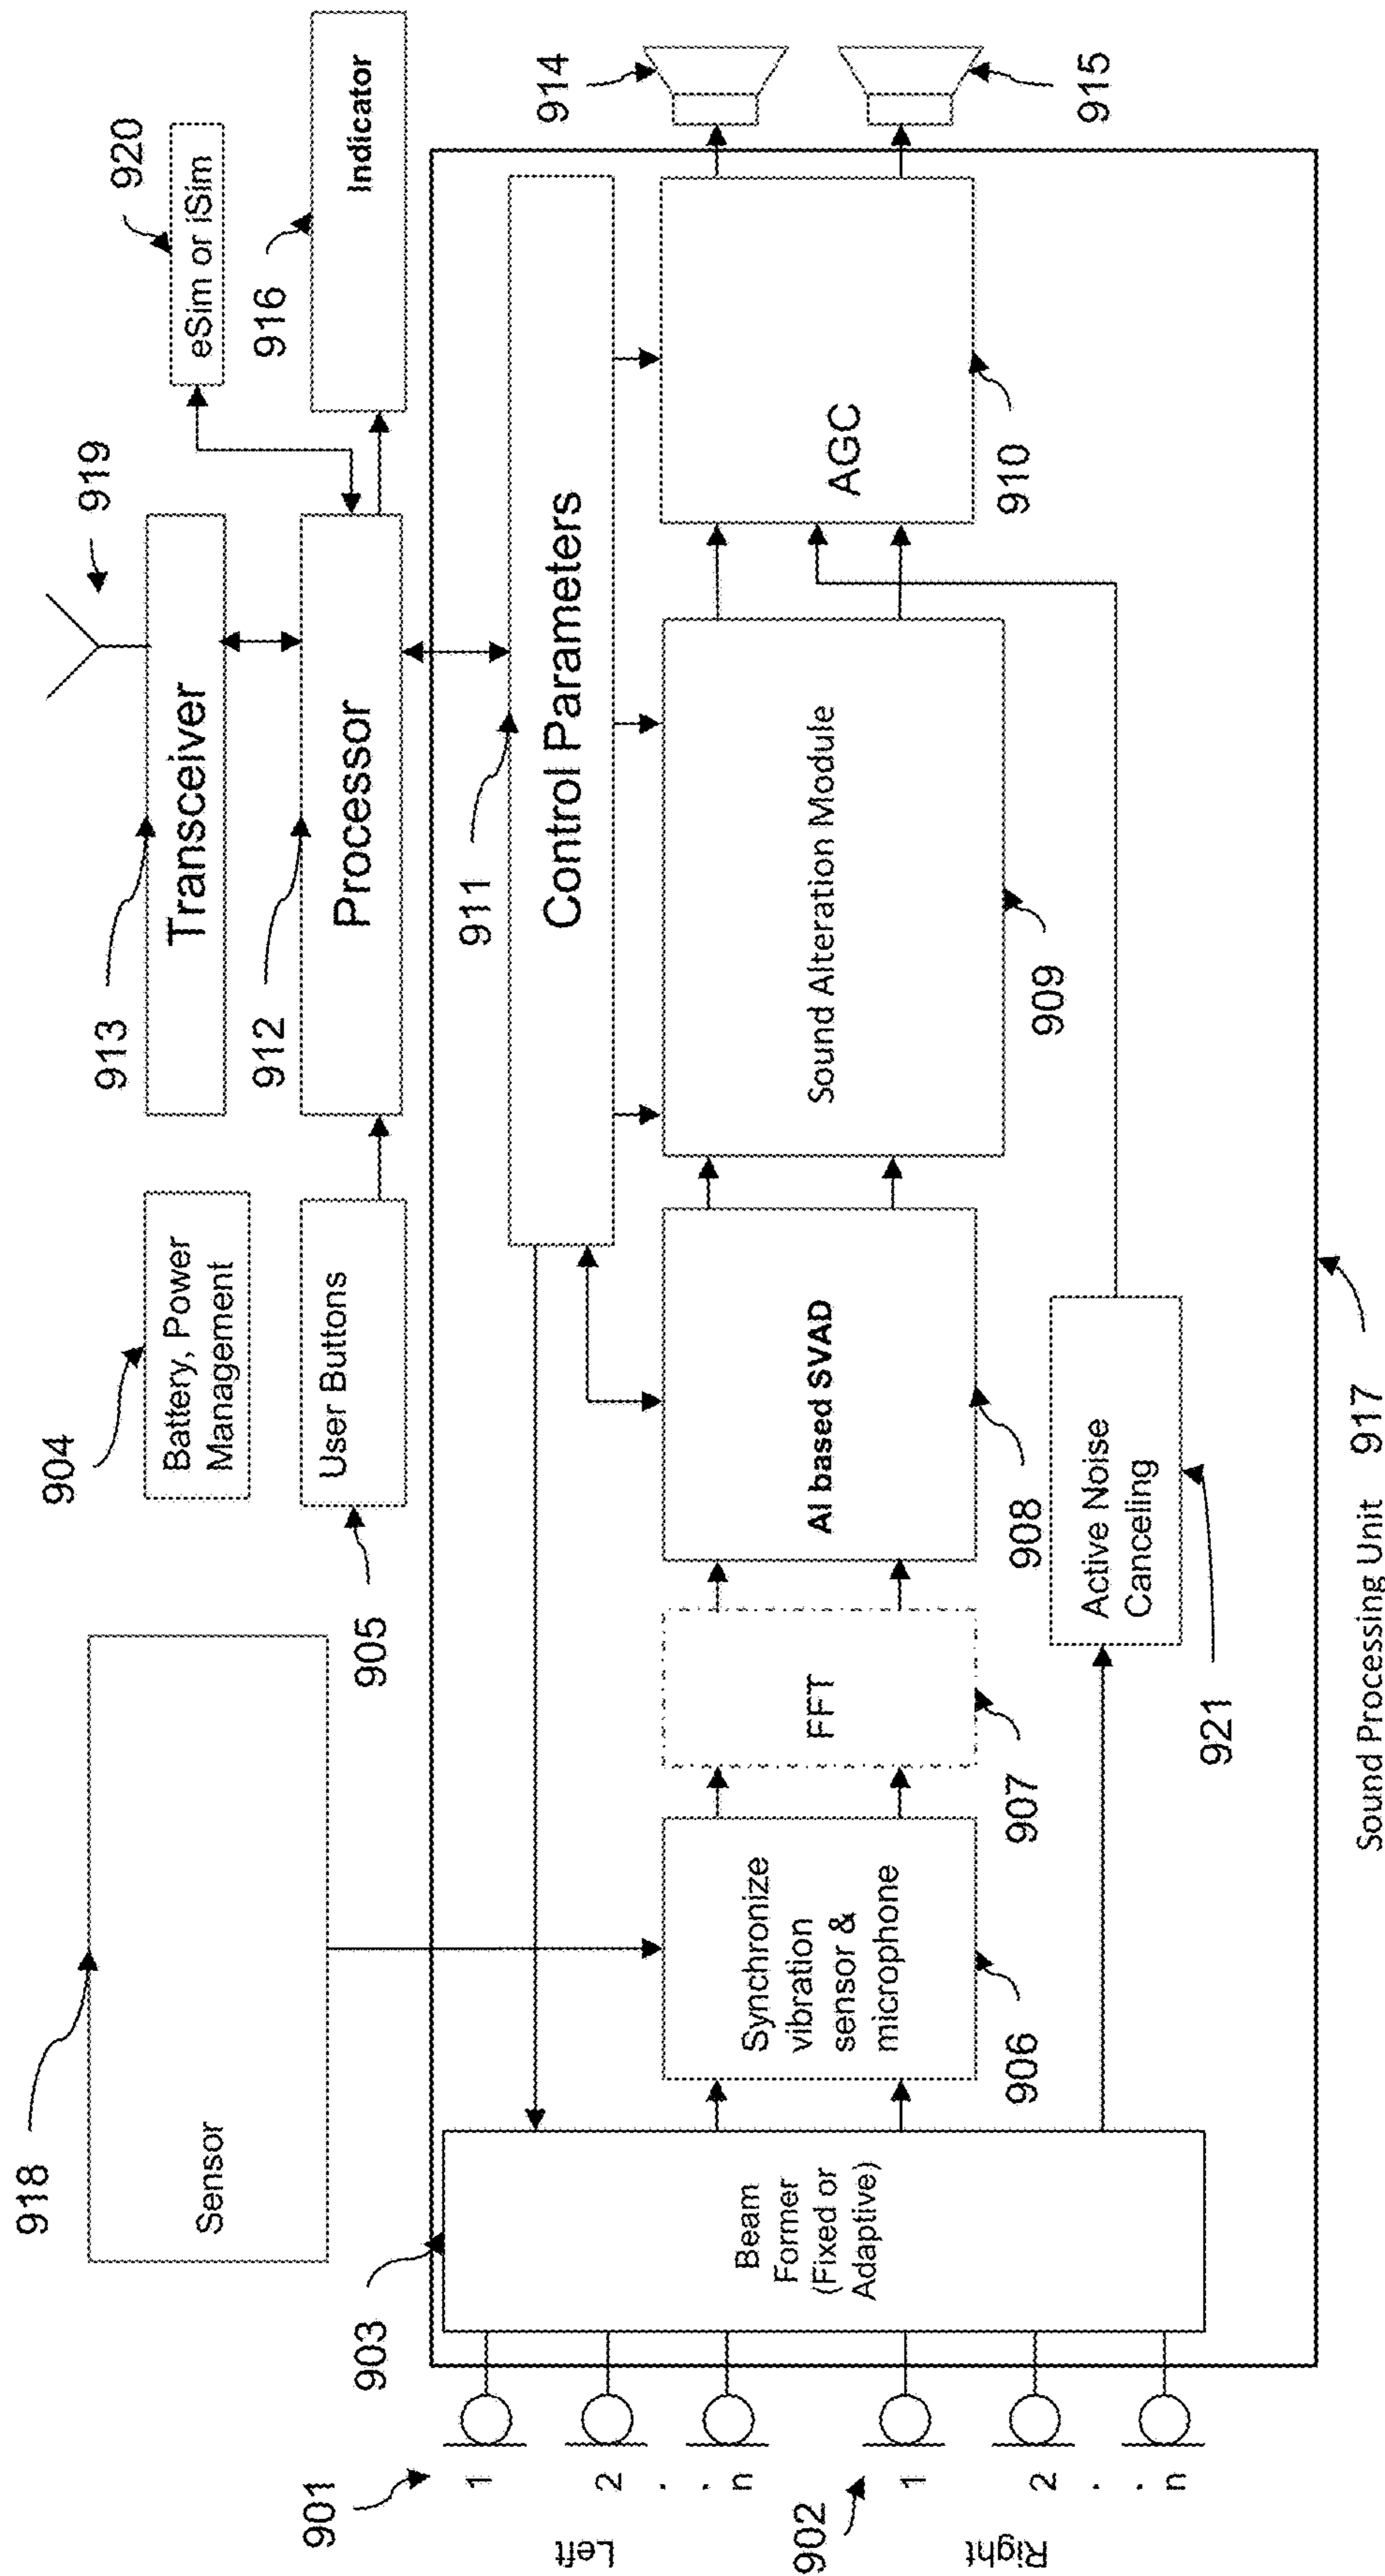 918
Sensor
904
Battery, Power
Management
905
User Buttons
913
Transceiver
919
920
eSim or iSim
912
Processor
916
Indicator
911
Control Parameters
901
Left
1
2
.
.
n
902
Right
1
2
.
.
n
903
Beam
Former
(Fixed or
Adaptive)
Synchronize
vibration
sensor &
microphone
906
FFT
907
AI based SVAD
908
Sound Alteration Module
909
AGC
910
914
915
Active Noise
Canceling
921
Sound Processing Unit 917